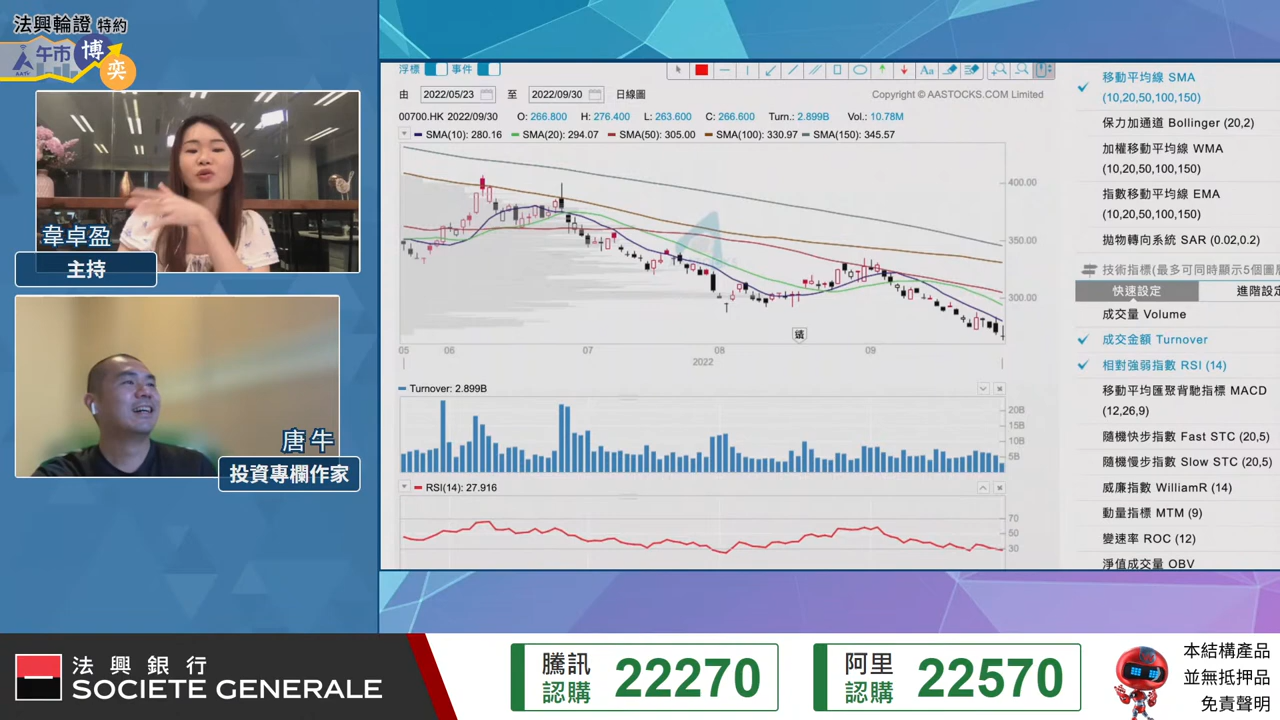 法興輪證 特約
AATV
午市
博
奕
韋卓盈
主持
唐牛
投資專欄作家
浮標 事件
Aa
由 2022/05/23 至 2022/09/30 日線圖
Copyright © AASTOCKS.COM Limited
00700.HK 2022/09/30 O: 266.800 H: 276.400 L: 263.600 C: 266.600 Turn.: 2.899B Vol.: 10.78M
SMA(10): 280.16 SMA(20): 294.07 SMA(50): 305.00 SMA(100): 330.97 SMA(150): 345.57
400.00
350.00
300.00
績
05 06 07 08 09
2022
Turnover: 2.899B
20B
15B
10B
5B
RSI(14): 27.916
70
50
30
移動平均線 SMA
(10,20,50,100,150)
保力加通道 Bollinger (20,2)
加權移動平均線 WMA
(10,20,50,100,150)
指數移動平均線 EMA
(10,20,50,100,150)
拋物轉向系統 SAR (0.02,0.2)
技術指標(最多可同時顯示5個圖
快速設定 進階設定
成交量 Volume
成交金額 Turnover
相對強弱指數 RSI (14)
移動平均匯聚背馳指標 MACD
(12,26,9)
隨機快步指數 Fast STC (20,5)
隨機慢步指數 Slow STC (20,5)
威廉指數 WilliamR (14)
動量指標 MTM (9)
變速率 ROC (12)
淨值成交量 OBV
法興銀行
SOCIETE GENERALE
騰訊
認購
22270
阿里
認購
22570
本結構產品
並無抵押品
免責聲明